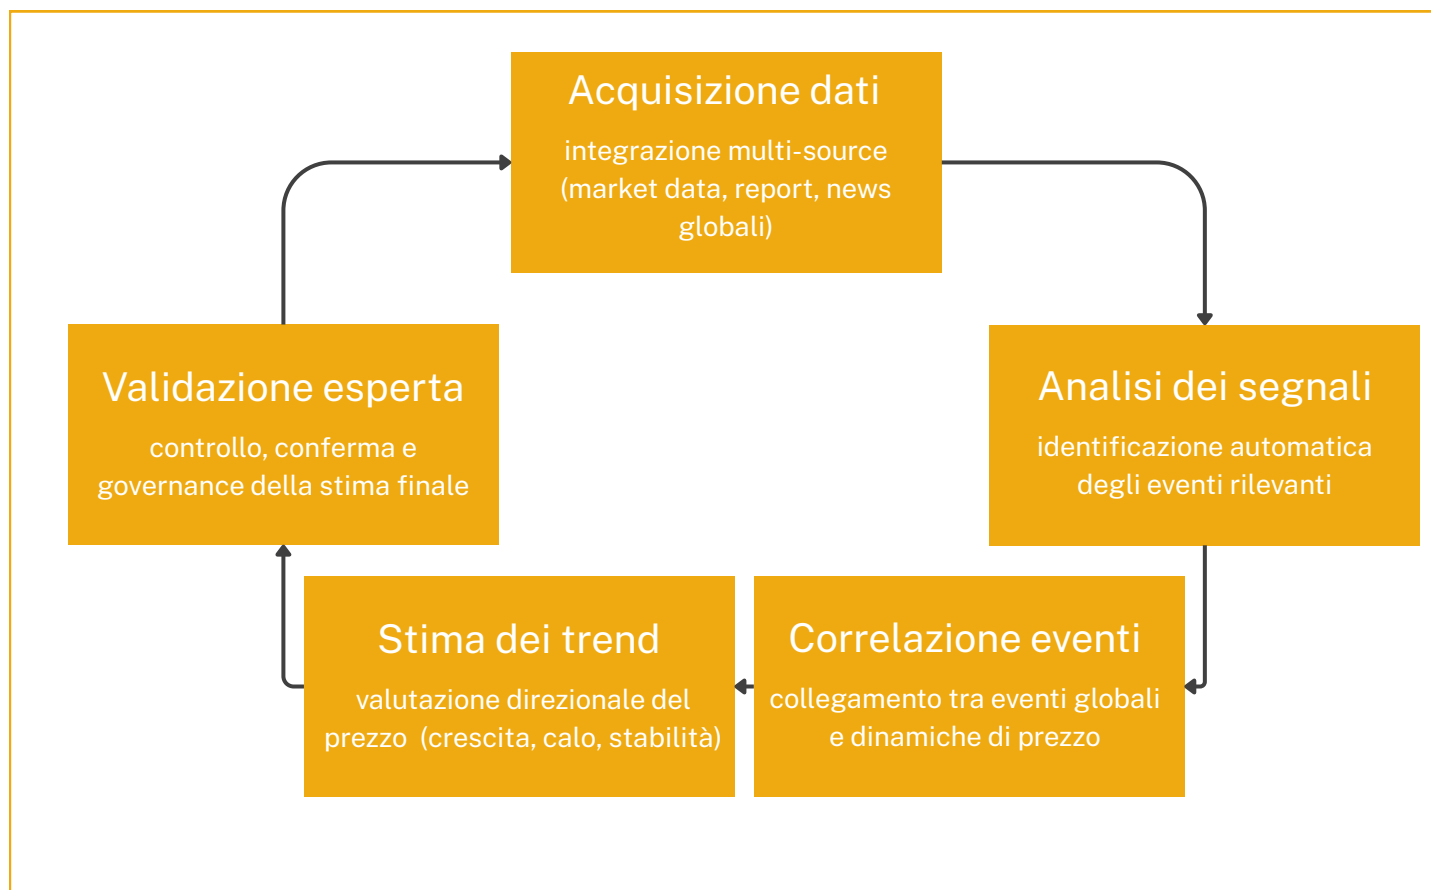 Acquisizione dati
integrazione multi-source
(market data, report, news
globali)
Analisi dei segnali
identificazione automatica
degli eventi rilevanti
Correlazione eventi
collegamento tra eventi globali
e dinamiche di prezzo
Stima dei trend
valutazione direzionale del
prezzo (crescita, calo, stabilità)
Validazione esperta
controllo, conferma e
governance della stima finale